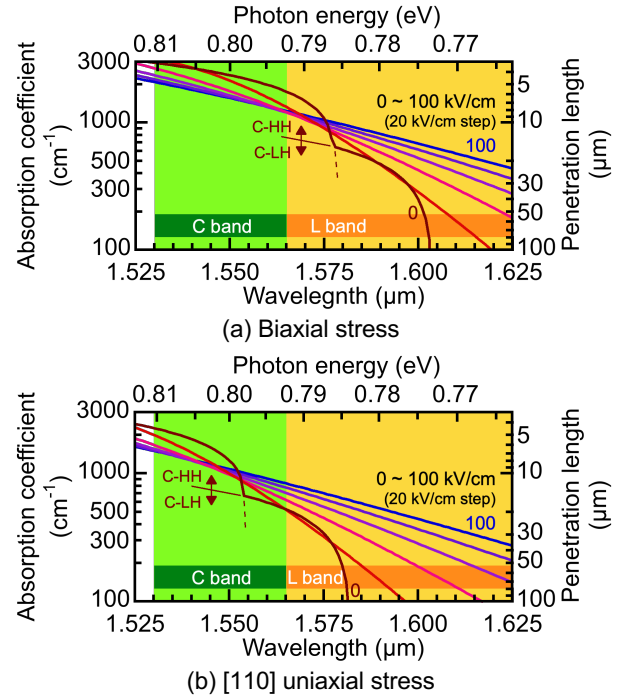 Photon energy (eV)
0.81 0.80 0.79 0.78 0.77
Absorption coefficient
(cm⁻¹)
3000
1000
500
300
100
0 ~ 100 kV/cm
(20 kV/cm step)
100
C-HH
C-LH
0
C band
L band
5
10
30
50
100
Penetration length
(µm)
1.525 1.550 1.575 1.600 1.625
Wavelegnth (µm)
(a) Biaxial stress
Photon energy (eV)
0.81 0.80 0.79 0.78 0.77
Absorption coefficient
(cm⁻¹)
3000
1000
500
300
100
0 ~ 100 kV/cm
(20 kV/cm step)
100
C-HH
C-LH
0
C band
L band
5
10
30
50
100
Penetration length
(µm)
1.525 1.550 1.575 1.600 1.625
Wavelength (µm)
(b) [110] uniaxial stress